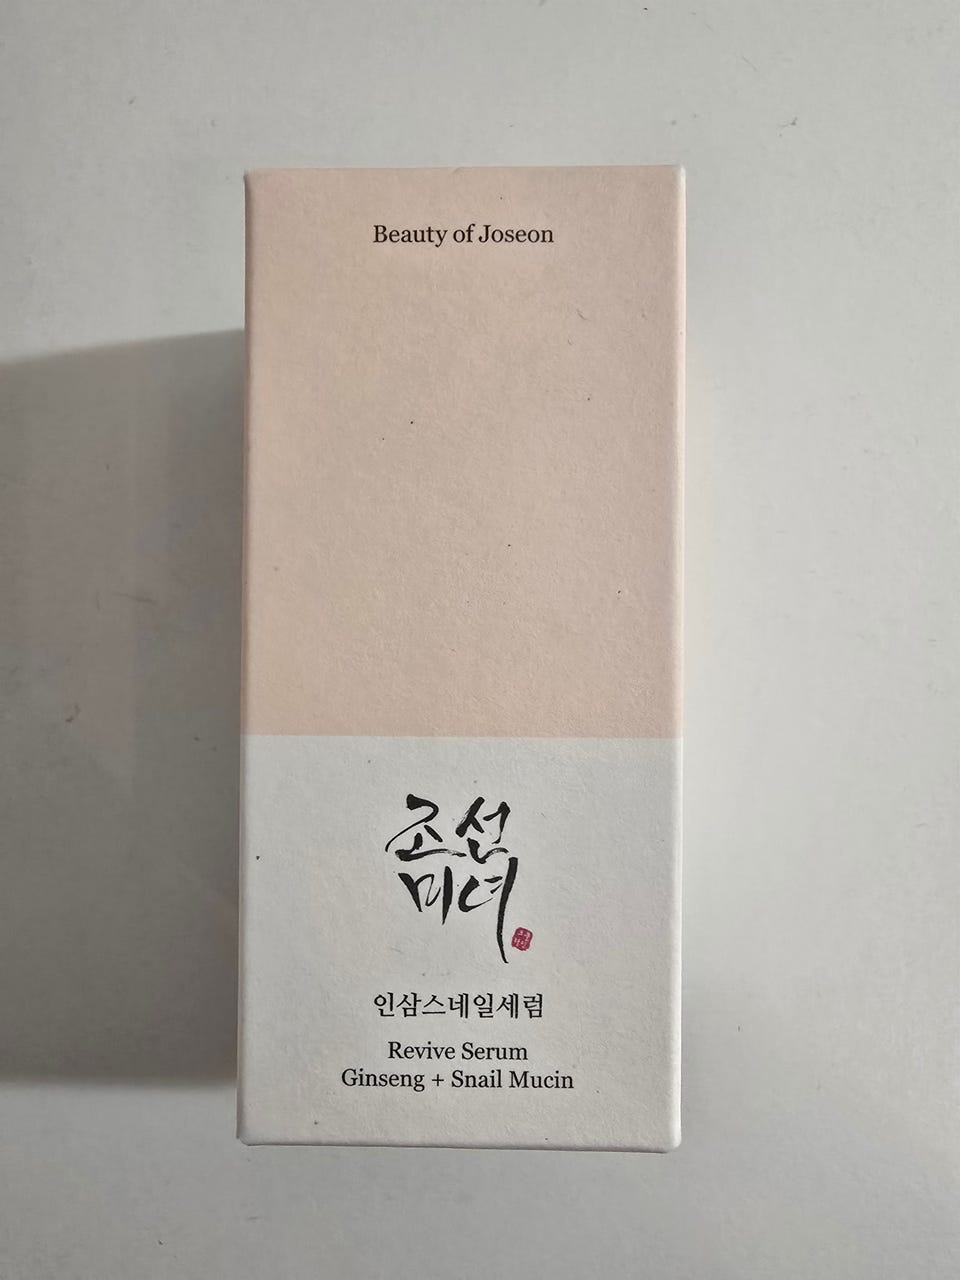 Beauty of Joseon
조선
미녀
인삼스네일세럼
Revive Serum
Ginseng + Snail Mucin